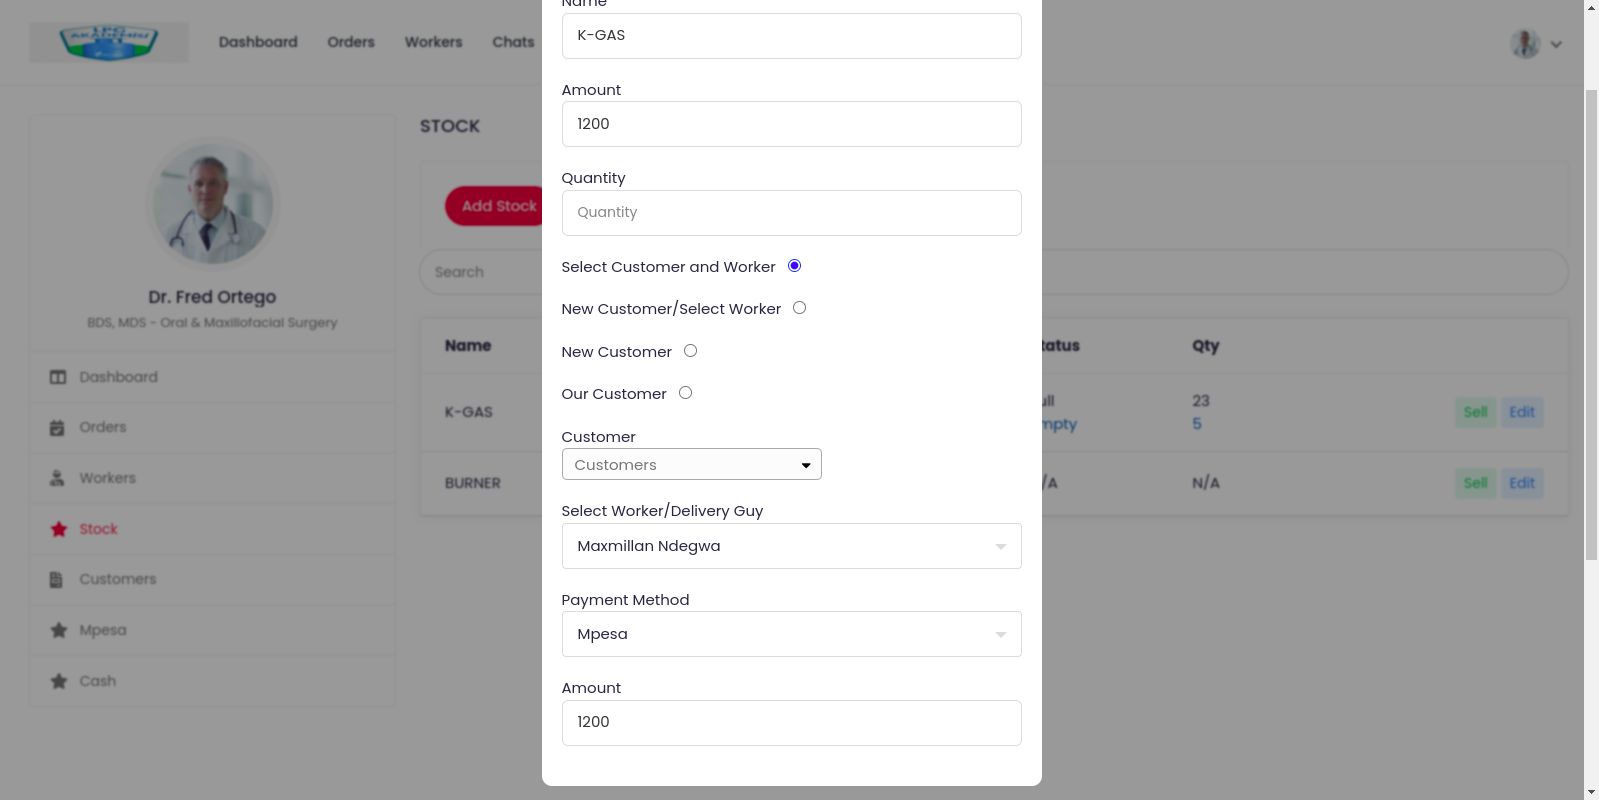 LPG
AKADEMISI
Dashboard
Orders
Workers
Chats
Dr. Fred Ortego
BDS, MDS - Oral & Maxillofacial Surgery
Dashboard
Orders
Workers
Stock
Customers
Mpesa
Cash
STOCK
Add Stock
Search
Name
tatus
Qty
K-GAS
ull
23
mpty
5
Sell
Edit
BURNER
/A
N/A
Sell
Edit
Name
K-GAS
Amount
1200
Quantity
Quantity
Select Customer and Worker
New Customer/Select Worker
New Customer
Our Customer
Customer
Customers
Select Worker/Delivery Guy
Maxmillan Ndegwa
Payment Method
Mpesa
Amount
1200